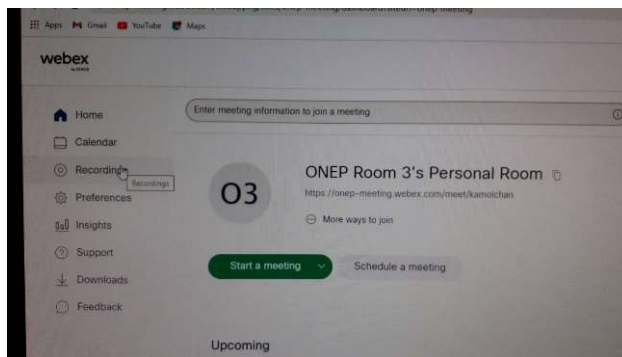 Apps Gmail YouTube Maps
webex
by CISCO
Enter meeting information to join a meeting
Home
Calendar
Recordings
Recordings
Preferences
Insights
Support
Downloads
Feedback
O3
ONEP Room 3's Personal Room
https://onep-meeting.webex.com/meet/kamolchan
More ways to join
Start a meeting
Schedule a meeting
Upcoming